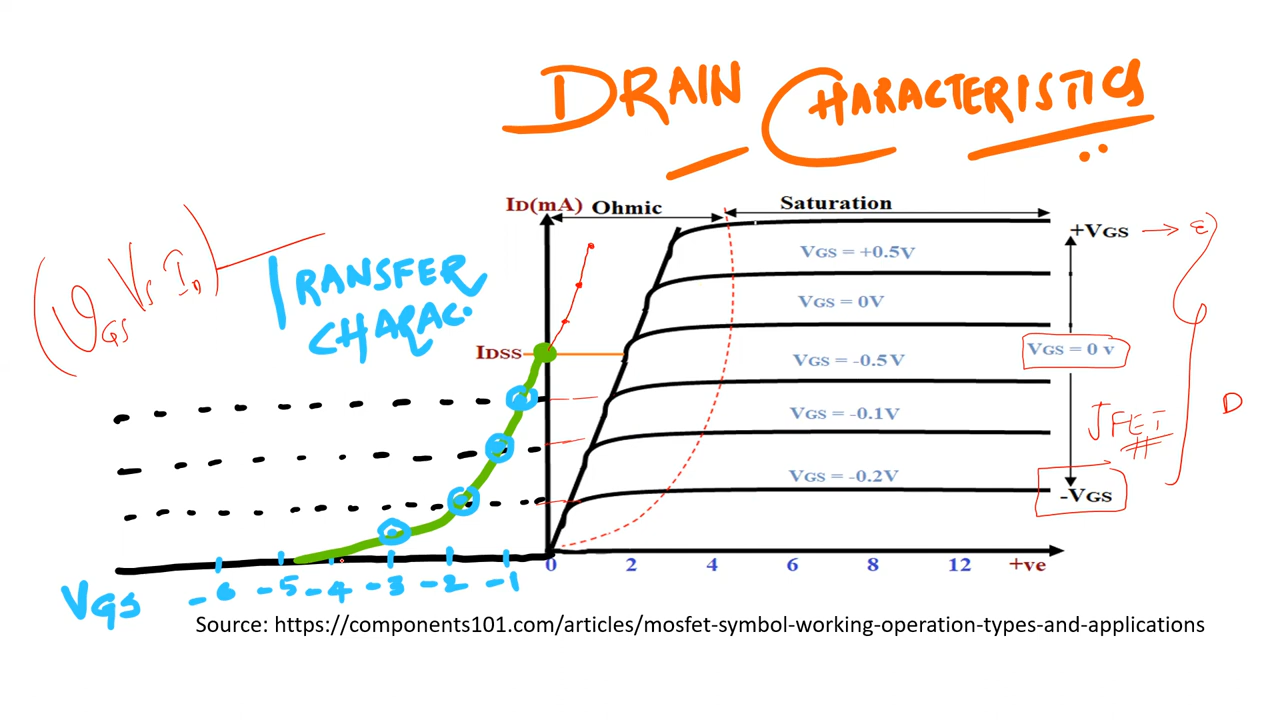 DRAIN CHARACTERISTICS
ID(mA)
Ohmic
Saturation
(VGS Vs ID)
TRANSFER
CHARAC.
+VGS
ε)
VGS = +0.5V
VGS = 0V
IDSS
VGS = 0 v
VGS = -0.5V
D
VGS = -0.1V
JFET
VGS = -0.2V
-VGS
0 2 4 6 8 12 +ve
VGS -6 -5 -4 -3 -2 -1
Source: https://components101.com/articles/mosfet-symbol-working-operation-types-and-applications